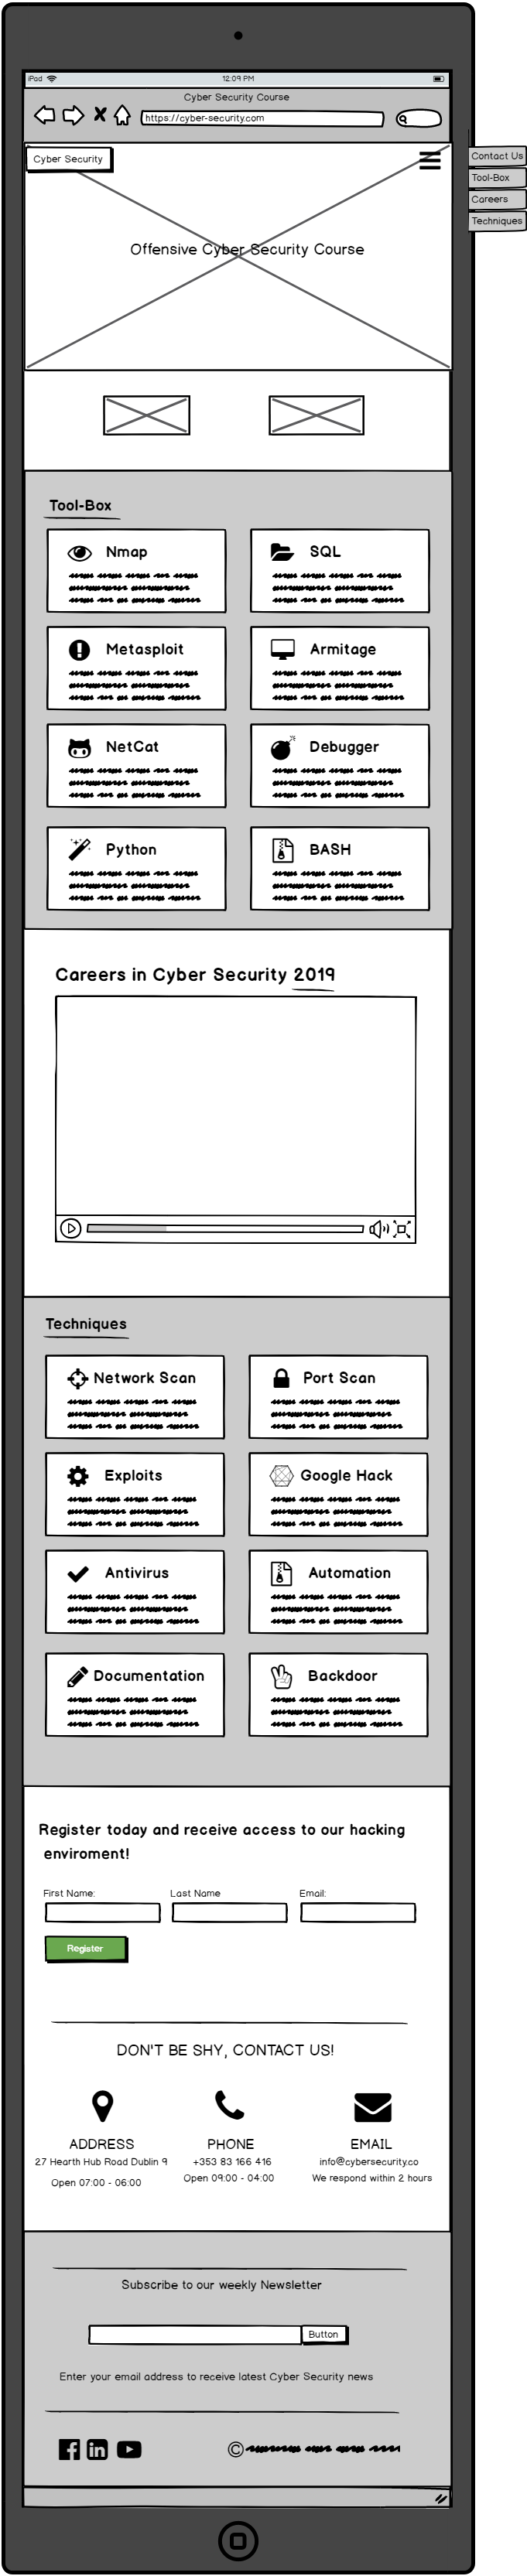 iPad
12:09 PM
Cyber Security Course
https://cyber-security.com
Cyber Security
Contact Us
Tool-Box
Careers
Techniques
Offensive Cyber Security Course
Tool-Box
Nmap
SQL
Metasploit
Armitage
NetCat
Debugger
Python
BASH
Careers in Cyber Security 2019
Techniques
Network Scan
Port Scan
Exploits
Google Hack
Antivirus
Automation
Documentation
Backdoor
Register today and receive access to our hacking
enviroment!
First Name:
Last Name
Email:
Register
DON'T BE SHY, CONTACT US!
ADDRESS
PHONE
EMAIL
27 Hearth Hub Road Dublin 9
+353 83 166 416
info@cybersecurity.co
Open 07:00 - 06:00
Open 09:00 - 04:00
We respond within 2 hours
Subscribe to our weekly Newsletter
Button
Enter your email address to receive latest Cyber Security news
©